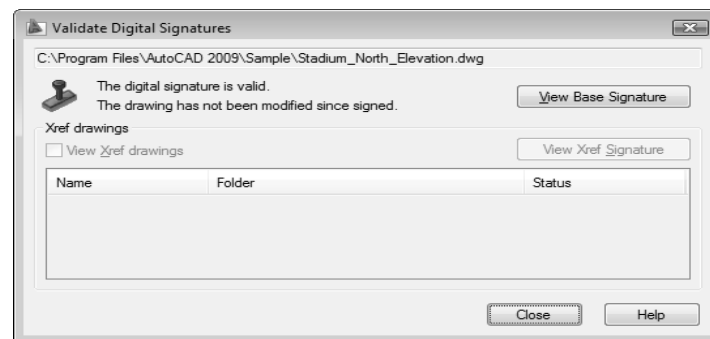 Validate Digital Signatures
C:\Program Files\AutoCAD 2009\Sample\Stadium_North_Elevation.dwg
The digital signature is valid.
The drawing has not been modified since signed.
View Base Signature
Xref drawings
View Xref drawings
View Xref Signature
Name Folder Status
Close Help